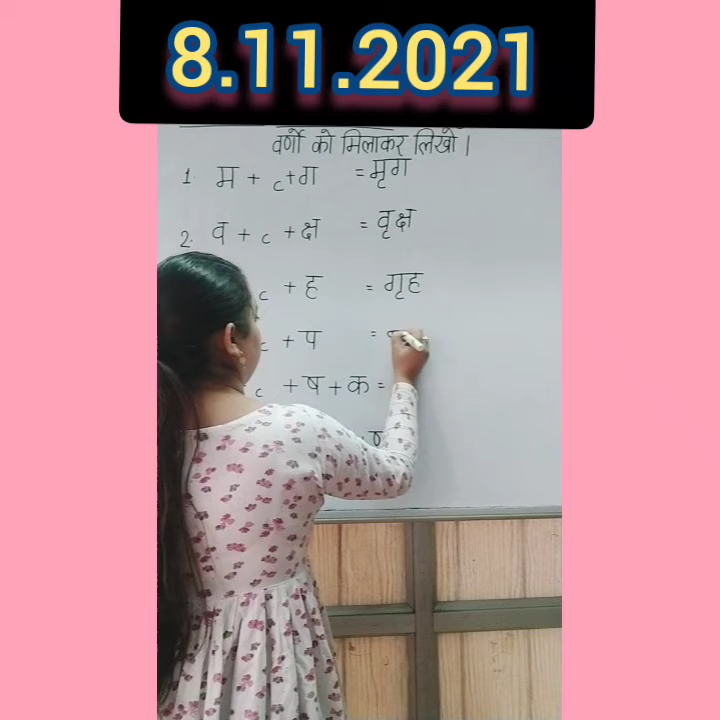 8.11.2021
वर्णो को मिलाकर लिखो।
1. म + ृ + ग = मृग
2. व + ृ + क्ष = वृक्ष
ृ + ह = गृह
ृ + प =
ृ + ष + क =